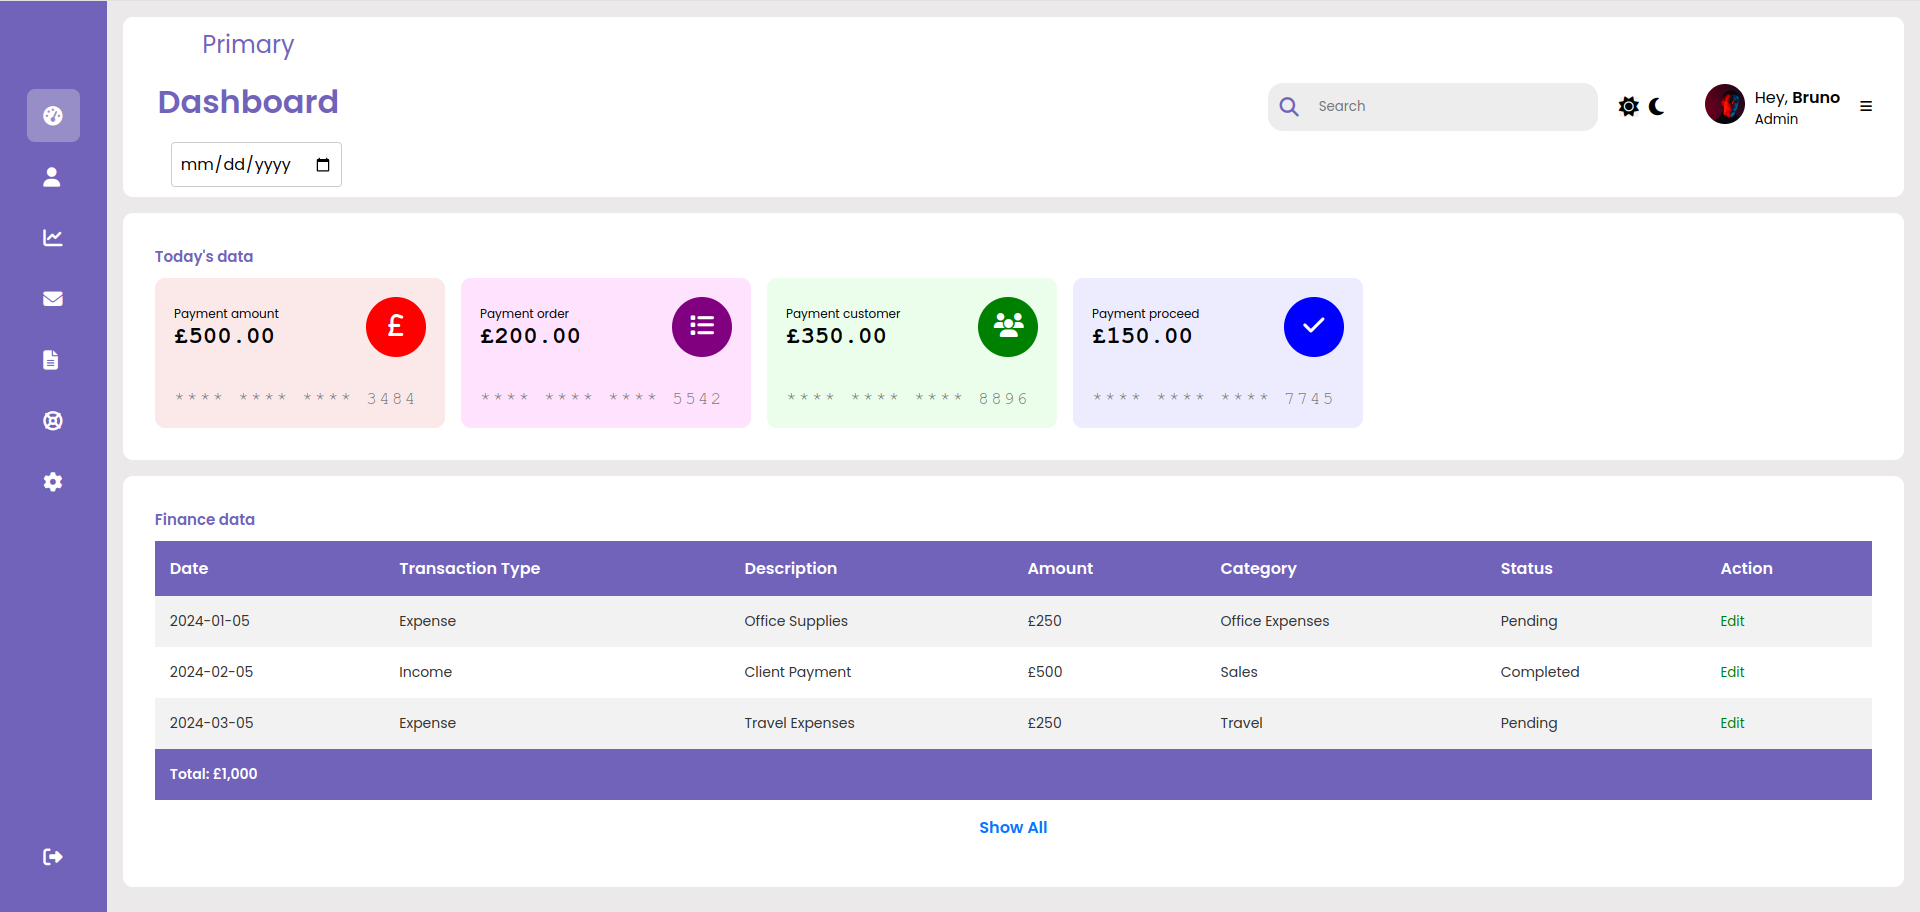 Primary
Dashboard
Search
Hey, Bruno
Admin
mm/dd/yyyy
Today's data
Payment amount
£500.00
£
**** **** **** 3484
Payment order
£200.00
**** **** **** 5542
Payment customer
£350.00
**** **** **** 8896
Payment proceed
£150.00
**** **** **** 7745
Finance data
Date Transaction Type Description Amount Category Status Action
2024-01-05 Expense Office Supplies £250 Office Expenses Pending Edit
2024-02-05 Income Client Payment £500 Sales Completed Edit
2024-03-05 Expense Travel Expenses £250 Travel Pending Edit
Total: £1,000
Show All